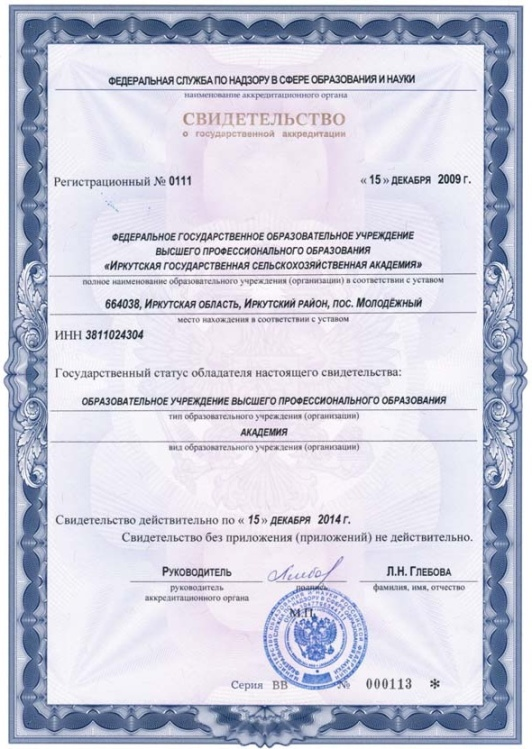 ФЕДЕРАЛЬНАЯ СЛУЖБА ПО НАДЗОРУ В СФЕРЕ ОБРАЗОВАНИЯ И НАУКИ
наименование аккредитационного органа
СВИДЕТЕЛЬСТВО
о государственной аккредитации
Регистрационный № 0111 « 15 » ДЕКАБРЯ 2009 г.
ФЕДЕРАЛЬНОЕ ГОСУДАРСТВЕННОЕ ОБРАЗОВАТЕЛЬНОЕ УЧРЕЖДЕНИЕ
ВЫСШЕГО ПРОФЕССИОНАЛЬНОГО ОБРАЗОВАНИЯ
«ИРКУТСКАЯ ГОСУДАРСТВЕННАЯ СЕЛЬСКОХОЗЯЙСТВЕННАЯ АКАДЕМИЯ»
полное наименование образовательного учреждения (организации) в соответствии с уставом
664038, ИРКУТСКАЯ ОБЛАСТЬ, ИРКУТСКИЙ РАЙОН, ПОС. МОЛОДЁЖНЫЙ
место нахождения в соответствии с уставом
ИНН 3811024304
Государственный статус обладателя настоящего свидетельства:
ОБРАЗОВАТЕЛЬНОЕ УЧРЕЖДЕНИЕ ВЫСШЕГО ПРОФЕССИОНАЛЬНОГО ОБРАЗОВАНИЯ
тип образовательного учреждения (организации)
АКАДЕМИЯ
вид образовательного учреждения (организации)
Свидетельство действительно по « 15 » ДЕКАБРЯ 2014 г.
Свидетельство без приложения (приложений) не действительно.
РУКОВОДИТЕЛЬ Л.Н. ГЛЕБОВА
руководитель подпись фамилия, имя, отчество
аккредитационного органа
М.П.
Серия ВВ № 000113 *